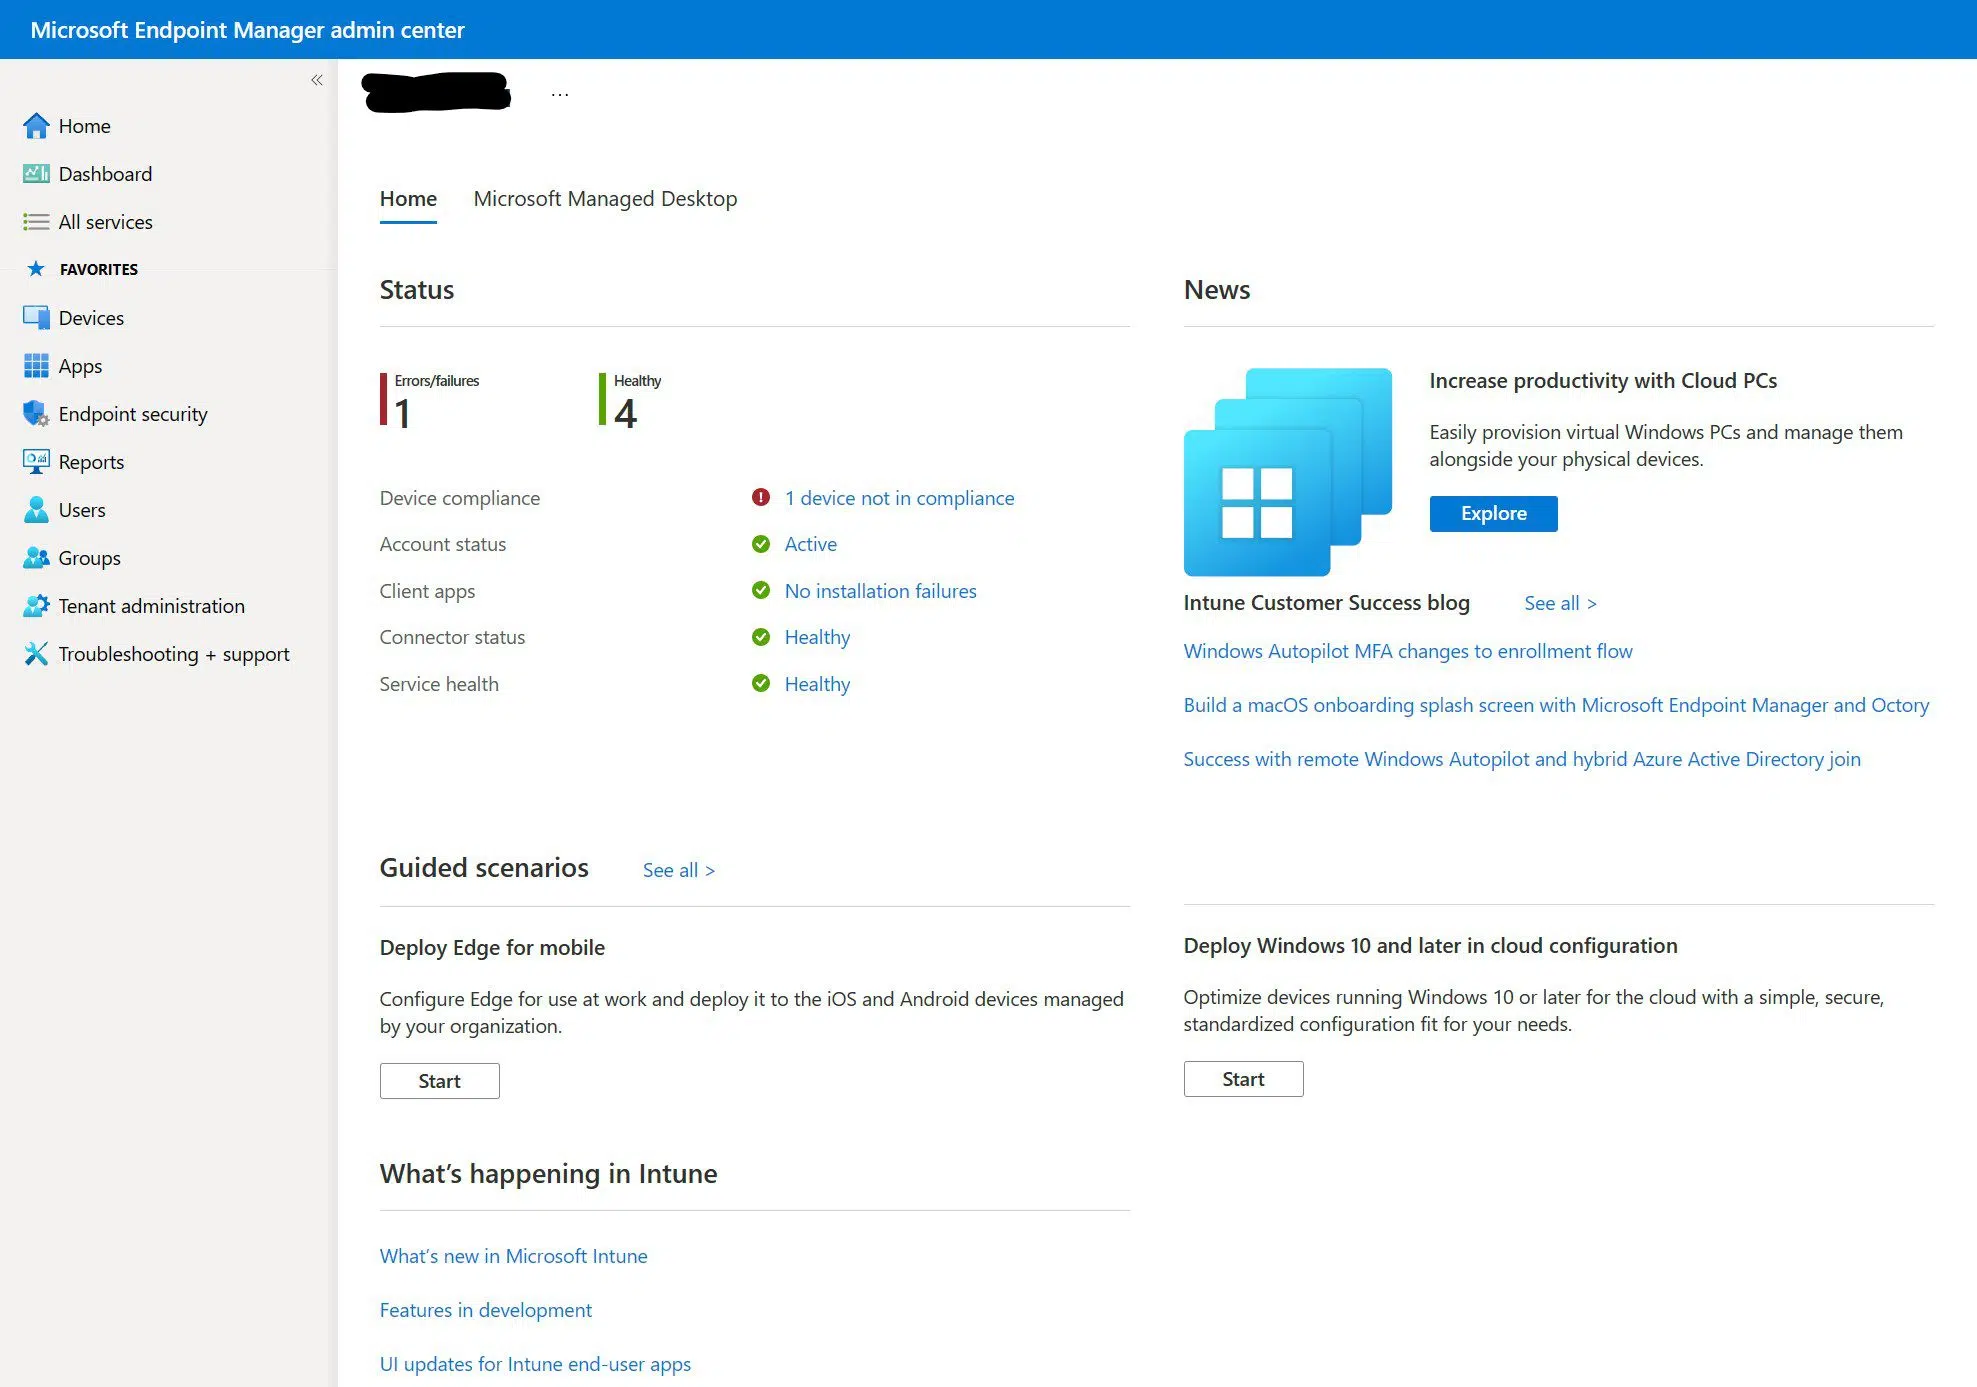 Microsoft Endpoint Manager admin center
«
...
Home
Dashboard
All services
FAVORITES
Devices
Apps
Endpoint security
Reports
Users
Groups
Tenant administration
Troubleshooting + support
Home
Microsoft Managed Desktop
Status
Errors/failures
1
Healthy
4
Device compliance
1 device not in compliance
Account status
Active
Client apps
No installation failures
Connector status
Healthy
Service health
Healthy
News
Increase productivity with Cloud PCs
Easily provision virtual Windows PCs and manage them
alongside your physical devices.
Explore
Intune Customer Success blog
See all >
Windows Autopilot MFA changes to enrollment flow
Build a macOS onboarding splash screen with Microsoft Endpoint Manager and Octory
Success with remote Windows Autopilot and hybrid Azure Active Directory join
Guided scenarios
See all >
Deploy Edge for mobile
Configure Edge for use at work and deploy it to the iOS and Android devices managed
by your organization.
Start
Deploy Windows 10 and later in cloud configuration
Optimize devices running Windows 10 or later for the cloud with a simple, secure,
standardized configuration fit for your needs.
Start
What's happening in Intune
What's new in Microsoft Intune
Features in development
UI updates for Intune end-user apps